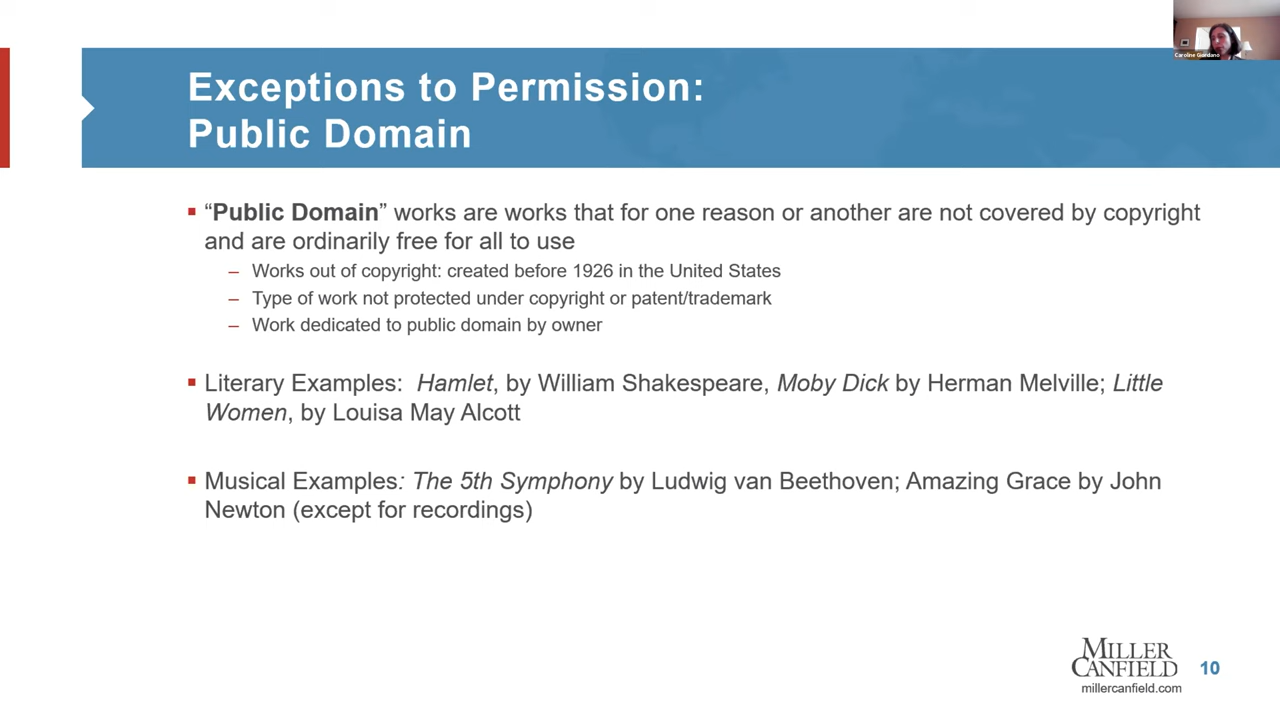 Caroline Giordano
Exceptions to Permission:
Public Domain
“Public Domain” works are works that for one reason or another are not covered by copyright
and are ordinarily free for all to use
– Works out of copyright: created before 1926 in the United States
– Type of work not protected under copyright or patent/trademark
– Work dedicated to public domain by owner
Literary Examples: Hamlet, by William Shakespeare, Moby Dick by Herman Melville; Little
Women, by Louisa May Alcott
Musical Examples: The 5th Symphony by Ludwig van Beethoven; Amazing Grace by John
Newton (except for recordings)
MILLER
CANFIELD
millercanfield.com
10